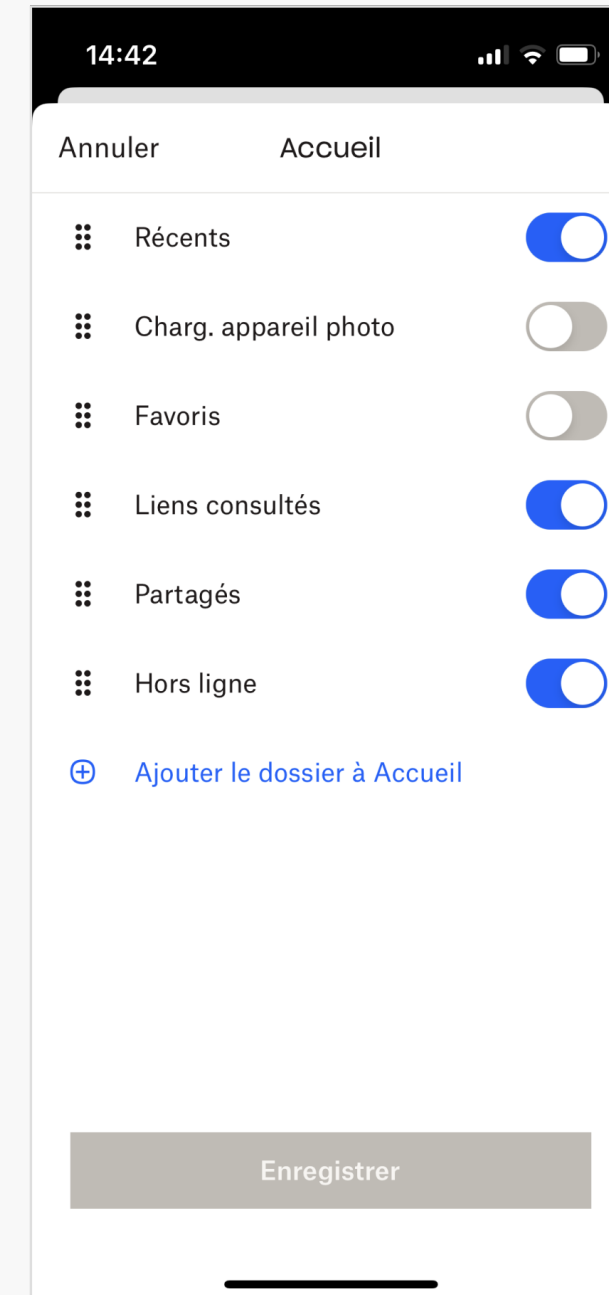 14:42
Annuler Accueil
Récents
Charg. appareil photo
Favoris
Liens consultés
Partagés
Hors ligne
Ajouter le dossier à Accueil
Enregistrer